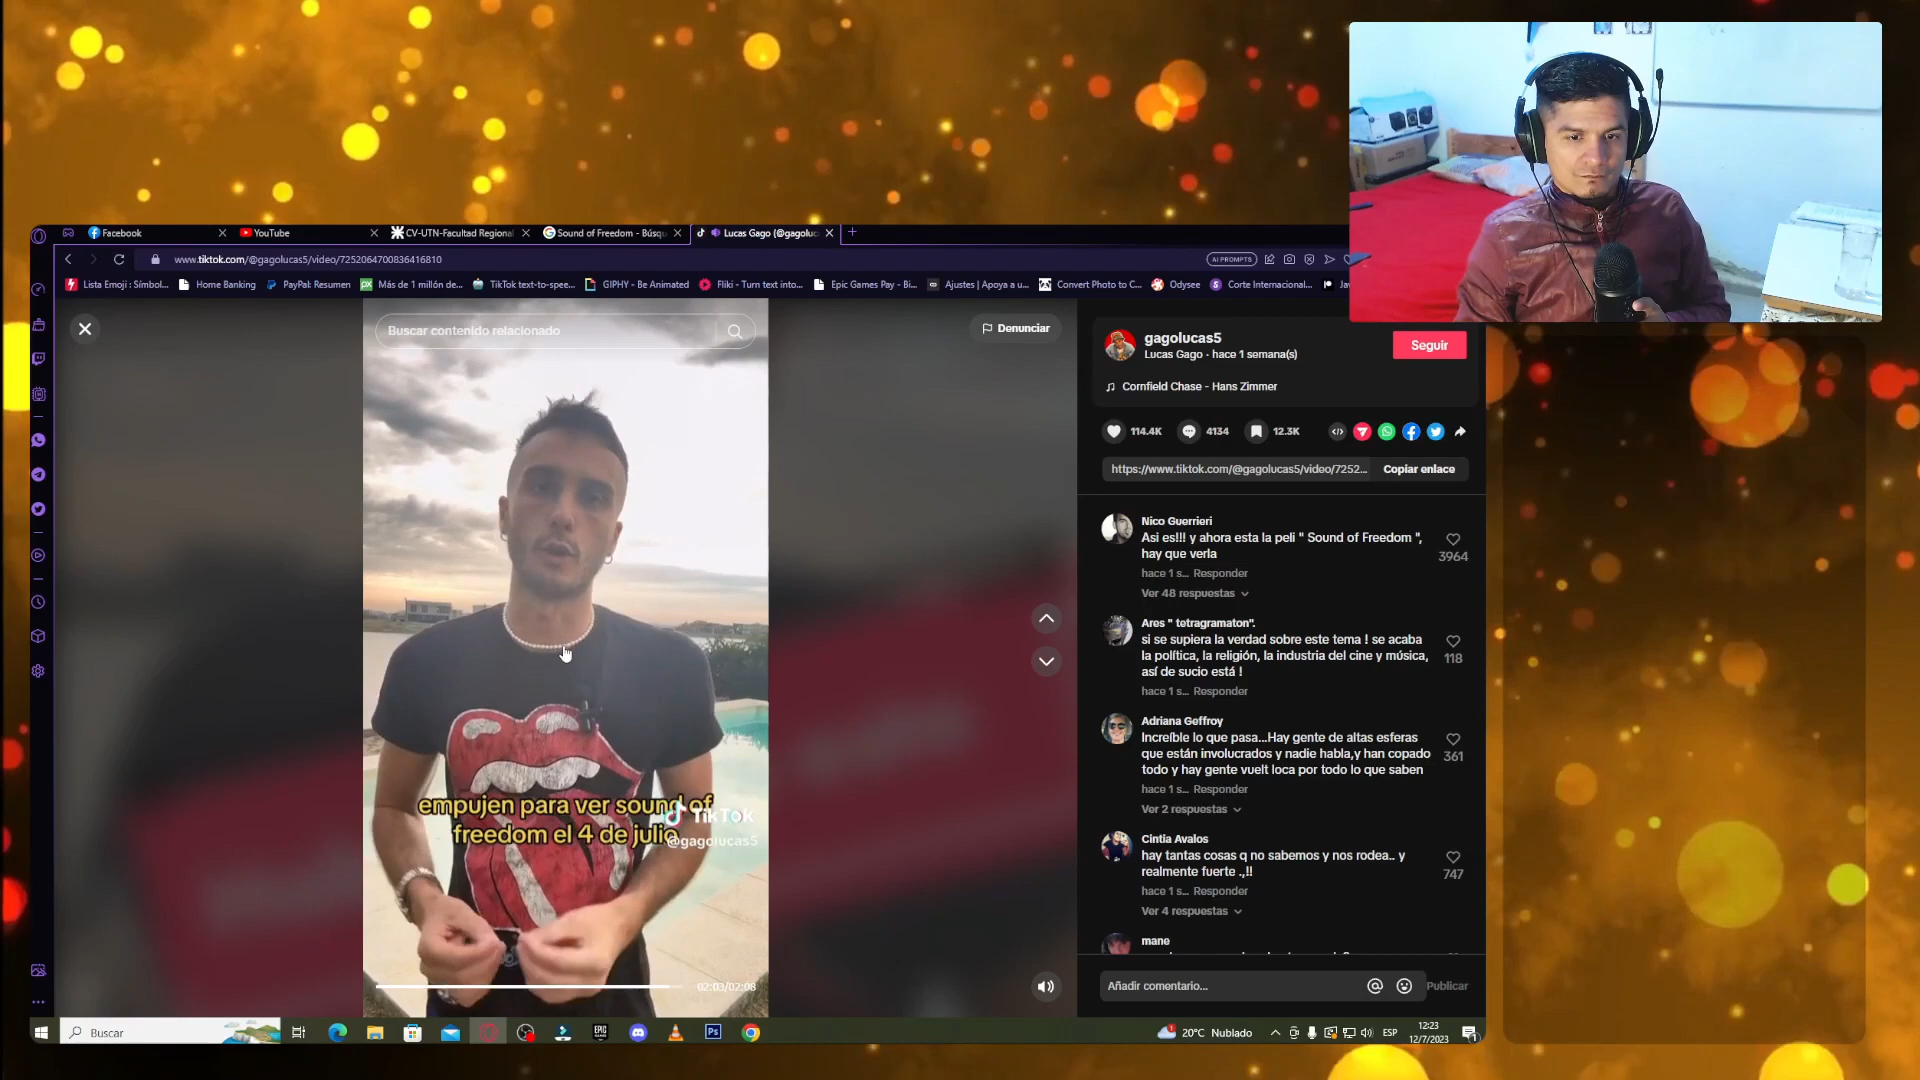 Facebook
YouTube
CV-UTN-Facultad Regional
Sound of Freedom - Búsqu
Lucas Gago (@gagoluc
www.tiktok.com/@gagolucas5/video/7252064700836416810
AI PROMPTS
Lista Emoji : Símbol...
Home Banking
PayPal: Resumen
Más de 1 millón de...
TikTok text-to-spee...
GIPHY - Be Animated
Fliki - Turn text into...
Epic Games Pay - Bi...
Ajustes | Apoya a u...
Convert Photo to C...
Odysee
Corte Internacional...
Buscar contenido relacionado
Denunciar
empujen para ver sound of
freedom el 4 de julio
TikTok
@gagolucas5
02:03/02:08
gagolucas5
Lucas Gago · hace 1 semana(s)
Seguir
Cornfield Chase - Hans Zimmer
114.4K
4134
12.3K
https://www.tiktok.com/@gagolucas5/video/7252...
Copiar enlace
Nico Guerrieri
Asi es!!! y ahora esta la peli " Sound of Freedom ",
hay que verla
3964
hace 1 s... Responder
Ver 48 respuestas
Ares " tetragramaton".
si se supiera la verdad sobre este tema ! se acaba
la política, la religión, la industria del cine y música,
así de sucio está !
118
hace 1 s... Responder
Adriana Geffroy
Increíble lo que pasa...Hay gente de altas esferas
que están involucrados y nadie habla,y han copado
todo y hay gente vuelt loca por todo lo que saben
361
hace 1 s... Responder
Ver 2 respuestas
Cintia Avalos
hay tantas cosas q no sabemos y nos rodea.. y
realmente fuerte .,!!
747
hace 1 s... Responder
Ver 4 respuestas
mane
Añadir comentario...
Publicar
Buscar
EPIC
Ps
20°C Nublado
ESP
12:23
12/7/2023
1